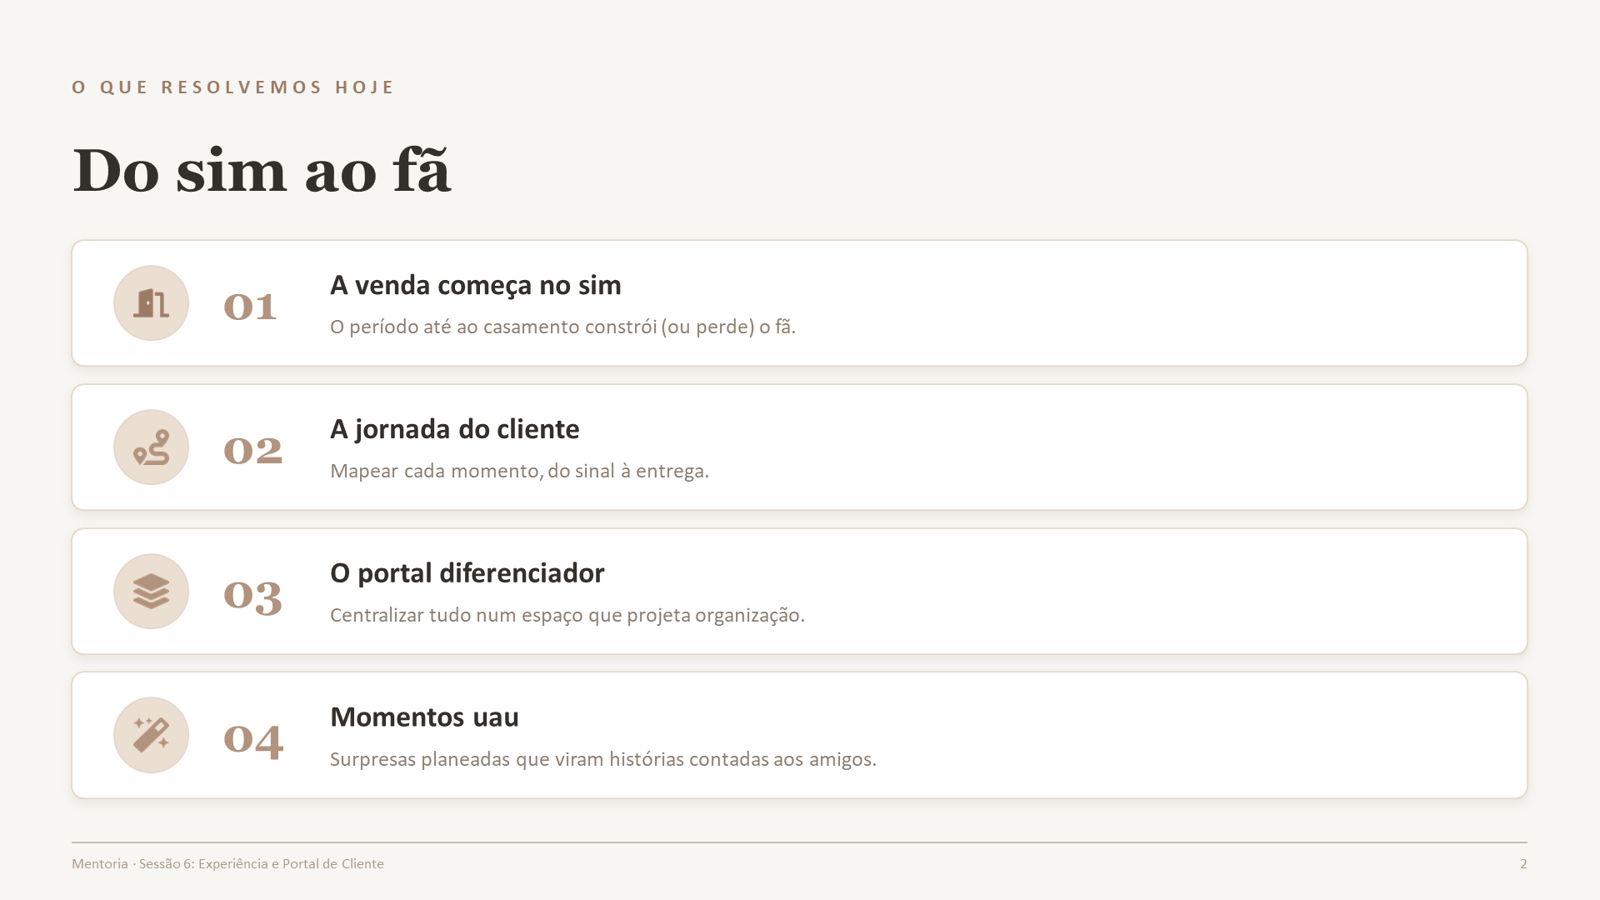 O QUE RESOLVEMOS HOJE
Do sim ao fã
01
A venda começa no sim
O período até ao casamento constrói (ou perde) o fã.
02
A jornada do cliente
Mapear cada momento, do sinal à entrega.
03
O portal diferenciador
Centralizar tudo num espaço que projeta organização.
04
Momentos uau
Surpresas planeadas que viram histórias contadas aos amigos.
Mentoria · Sessão 6: Experiência e Portal de Cliente
2